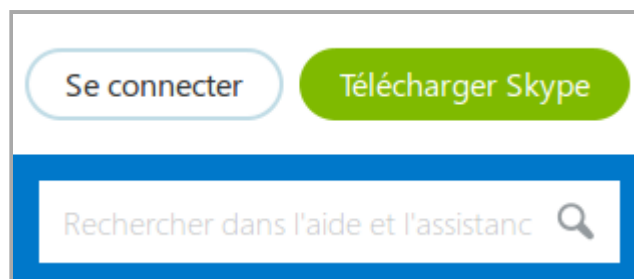 Se connecter
Télécharger Skype
Rechercher dans l'aide et l'assistanc